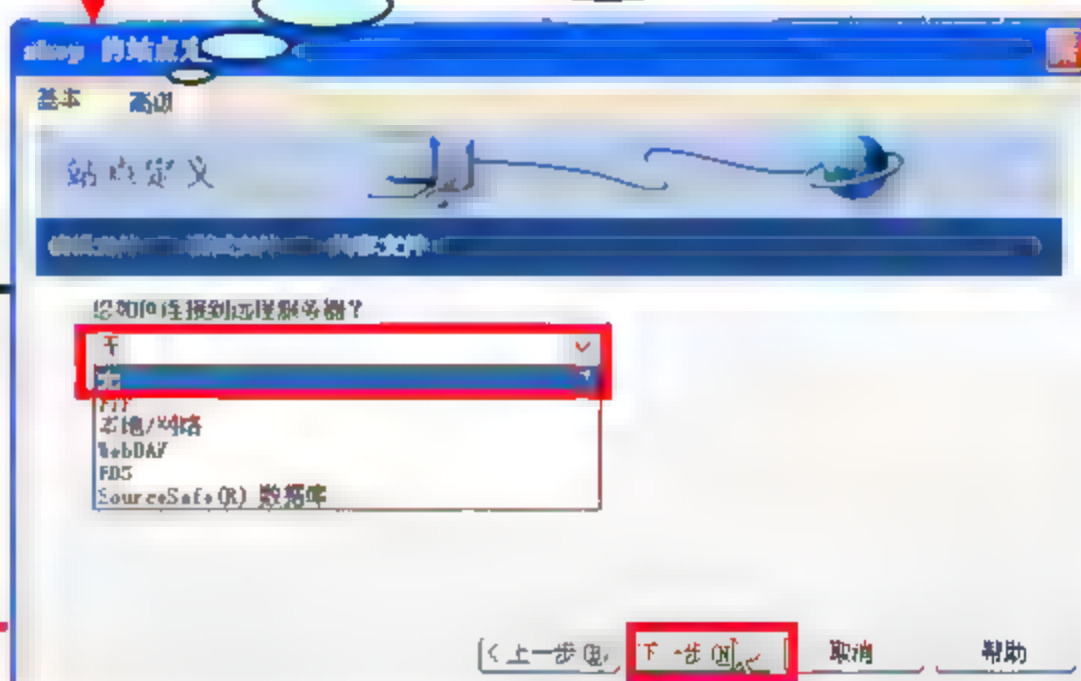 shop 的站点定
基本 高级
站点定义
您如何连接到远程服务器？
无
无
FTP
本地/网络
WebDAV
RDS
SourceSafe(R) 数据库
<上一步(B) 下一步(N) 取消 帮助